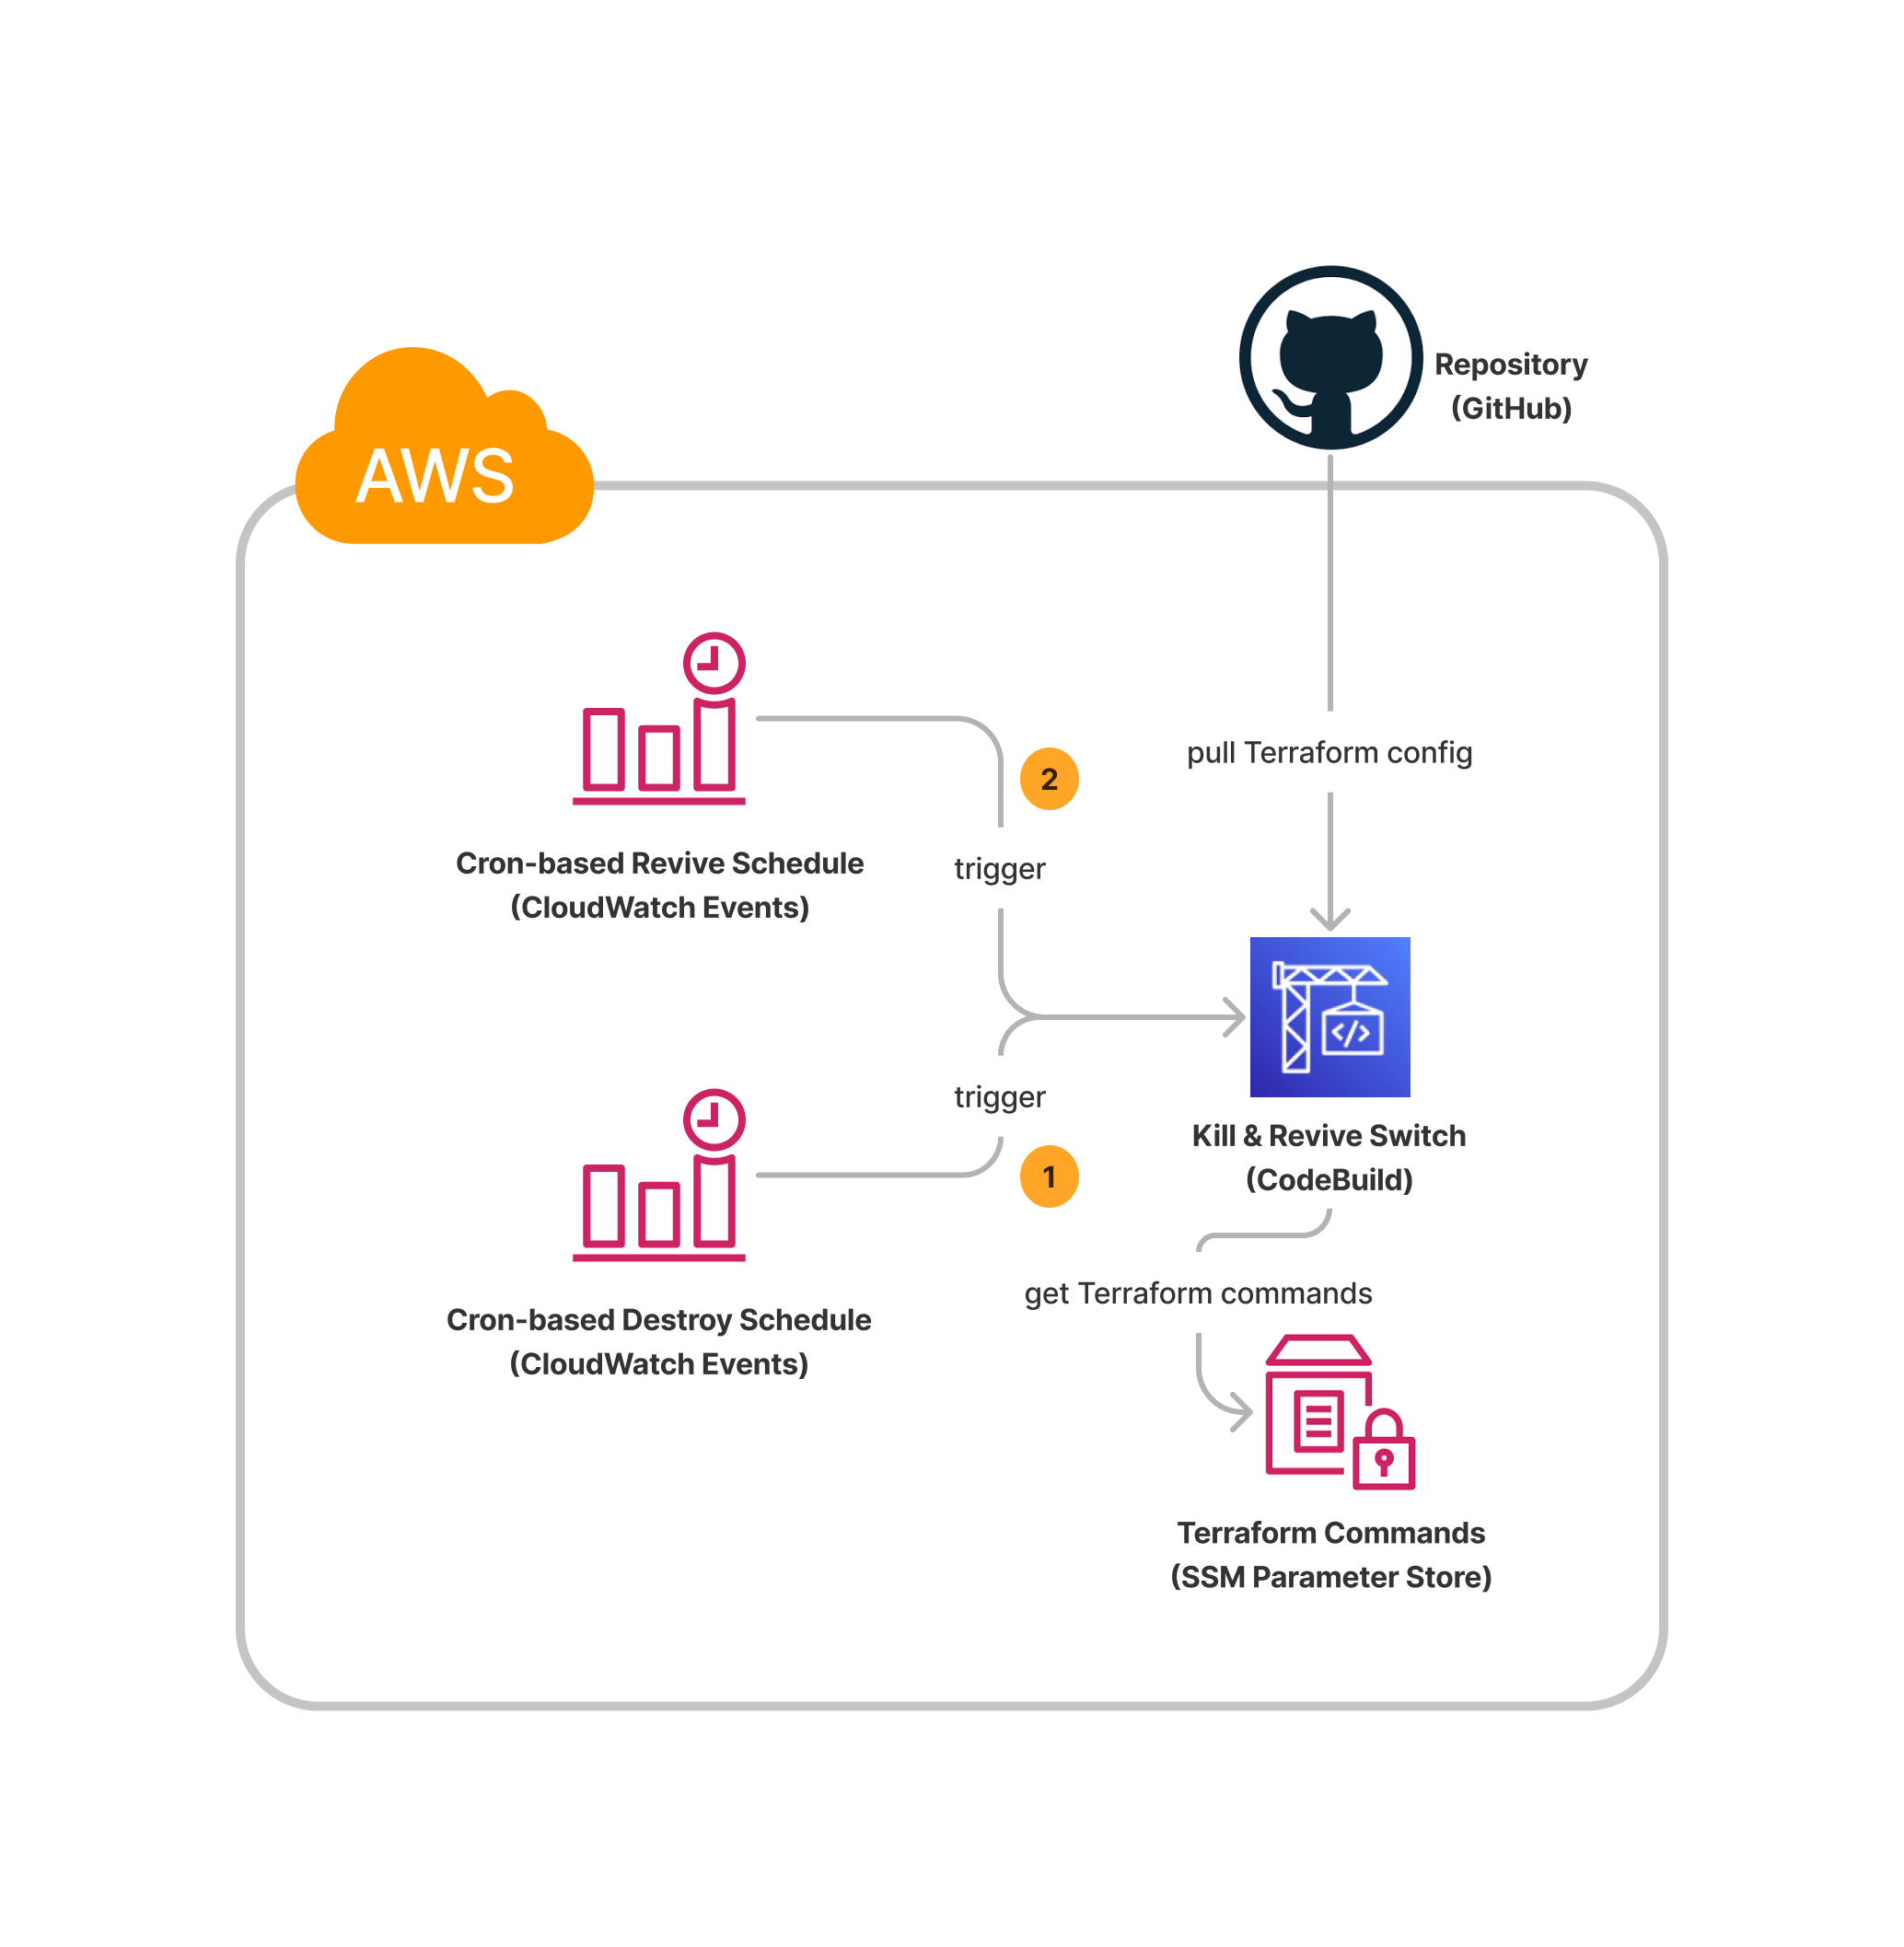 Repository
(GitHub)
AWS
pull Terraform config
2
Cron-based Revive Schedule
(CloudWatch Events)
trigger
trigger
Kill & Revive Switch
(CodeBuild)
1
get Terraform commands
Cron-based Destroy Schedule
(CloudWatch Events)
</>
Terraform Commands
(SSM Parameter Store)